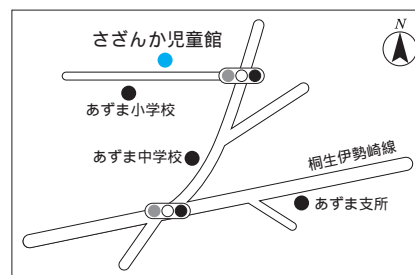 さざんか児童館
N
あずま小学校
あずま中学校
桐生伊勢崎線
あずま支所